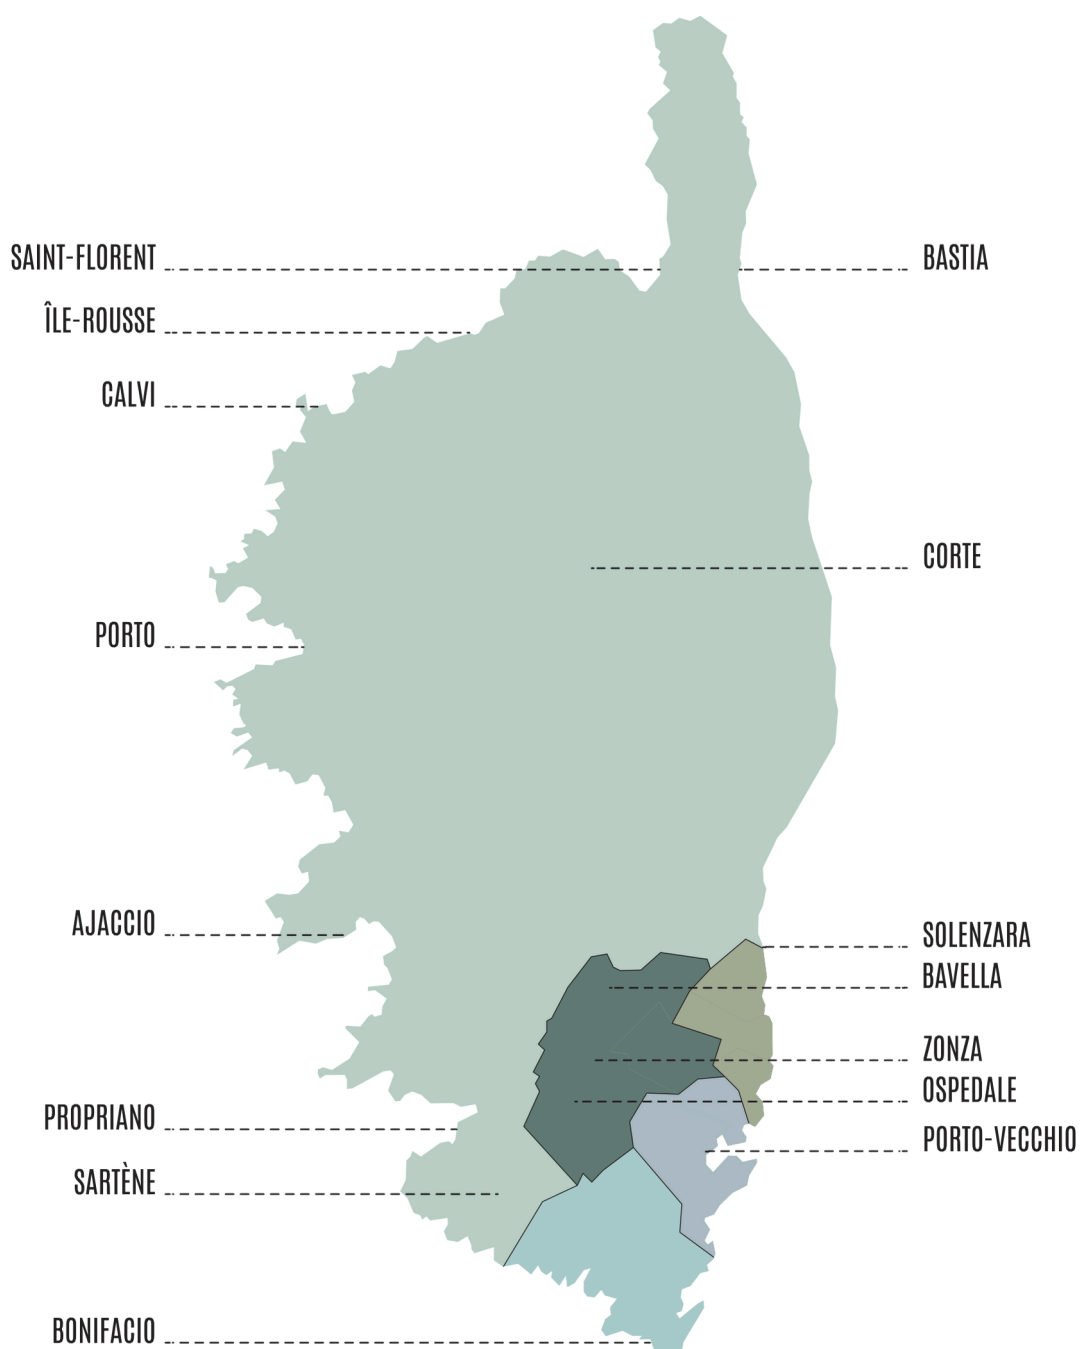 SAINT-FLORENT
BASTIA
ÎLE-ROUSSE
CALVI
CORTE
PORTO
AJACCIO
SOLENZARA
BAVELLA
ZONZA
OSPEDALE
PROPRIANO
PORTO-VECCHIO
SARTÈNE
BONIFACIO